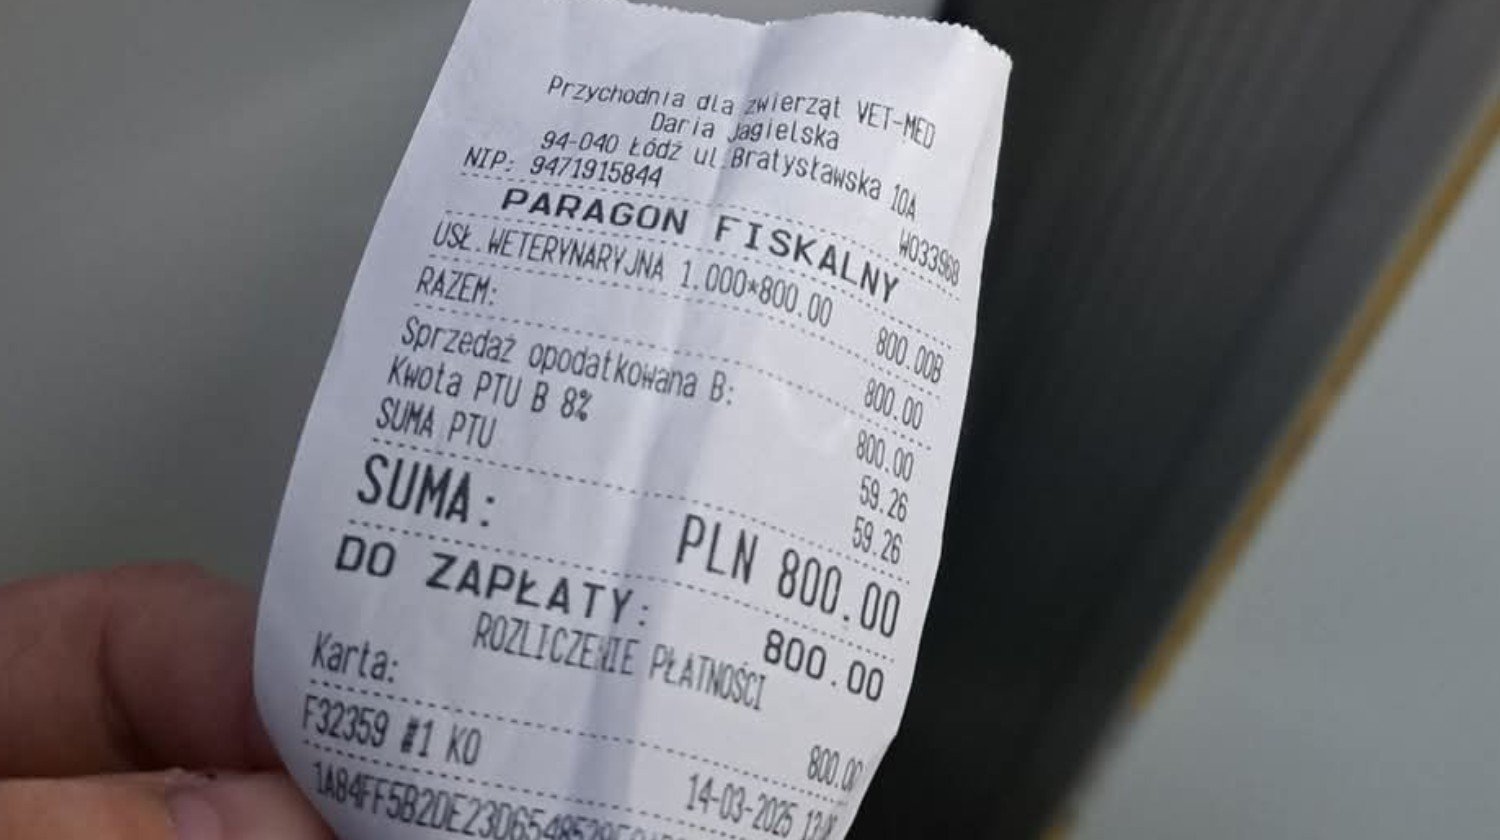 Przychodnia dla zwierząt VET-MED
Daria Jagielska
94-040 Łódź ul.Bratysławska 10A
NIP: 9471915844 W033968
PARAGON FISKALNY
USŁ.WETERYNARYJNA 1.000*800.00 800.00B
RAZEM: 800.00
Sprzedaż opodatkowana B: 800.00
Kwota PTU B 8% 59.26
SUMA PTU 59.26
SUMA: PLN 800.00
DO ZAPŁATY: 800.00
ROZLICZENIE PŁATNOŚCI
Karta: 800.00
F32359 #1 KO 14-03-2025